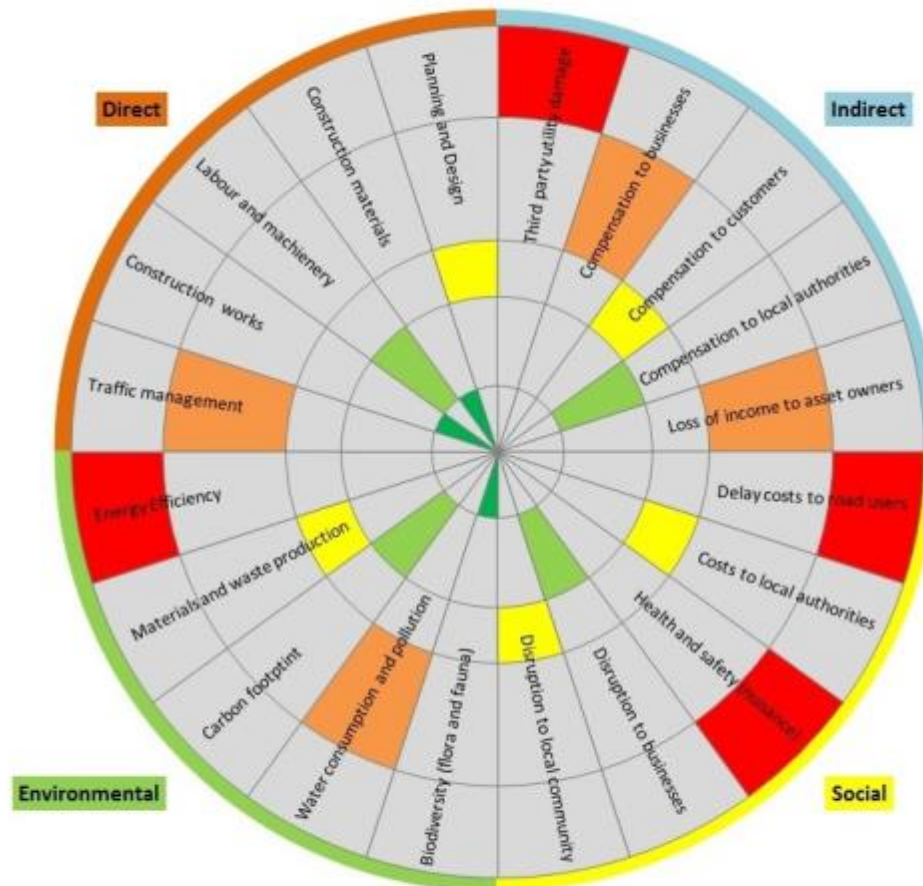 Direct
Indirect
Planning and Design
Construction materials
Labour and machienery
Construction works
Traffic management
Third party utility damage
Compensation to businesses
Compensation to customers
Compensation to local authorities
Loss of income to asset owners
Energy Efficiency
Materials and waste production
Carbon footptint
Water consumption and pollution
Biodiversity (flora and fauna)
Delay costs to road users
Costs to local authorities
Health and safety (nuisance)
Disruption to businesses
Disruption to local community
Environmental
Social